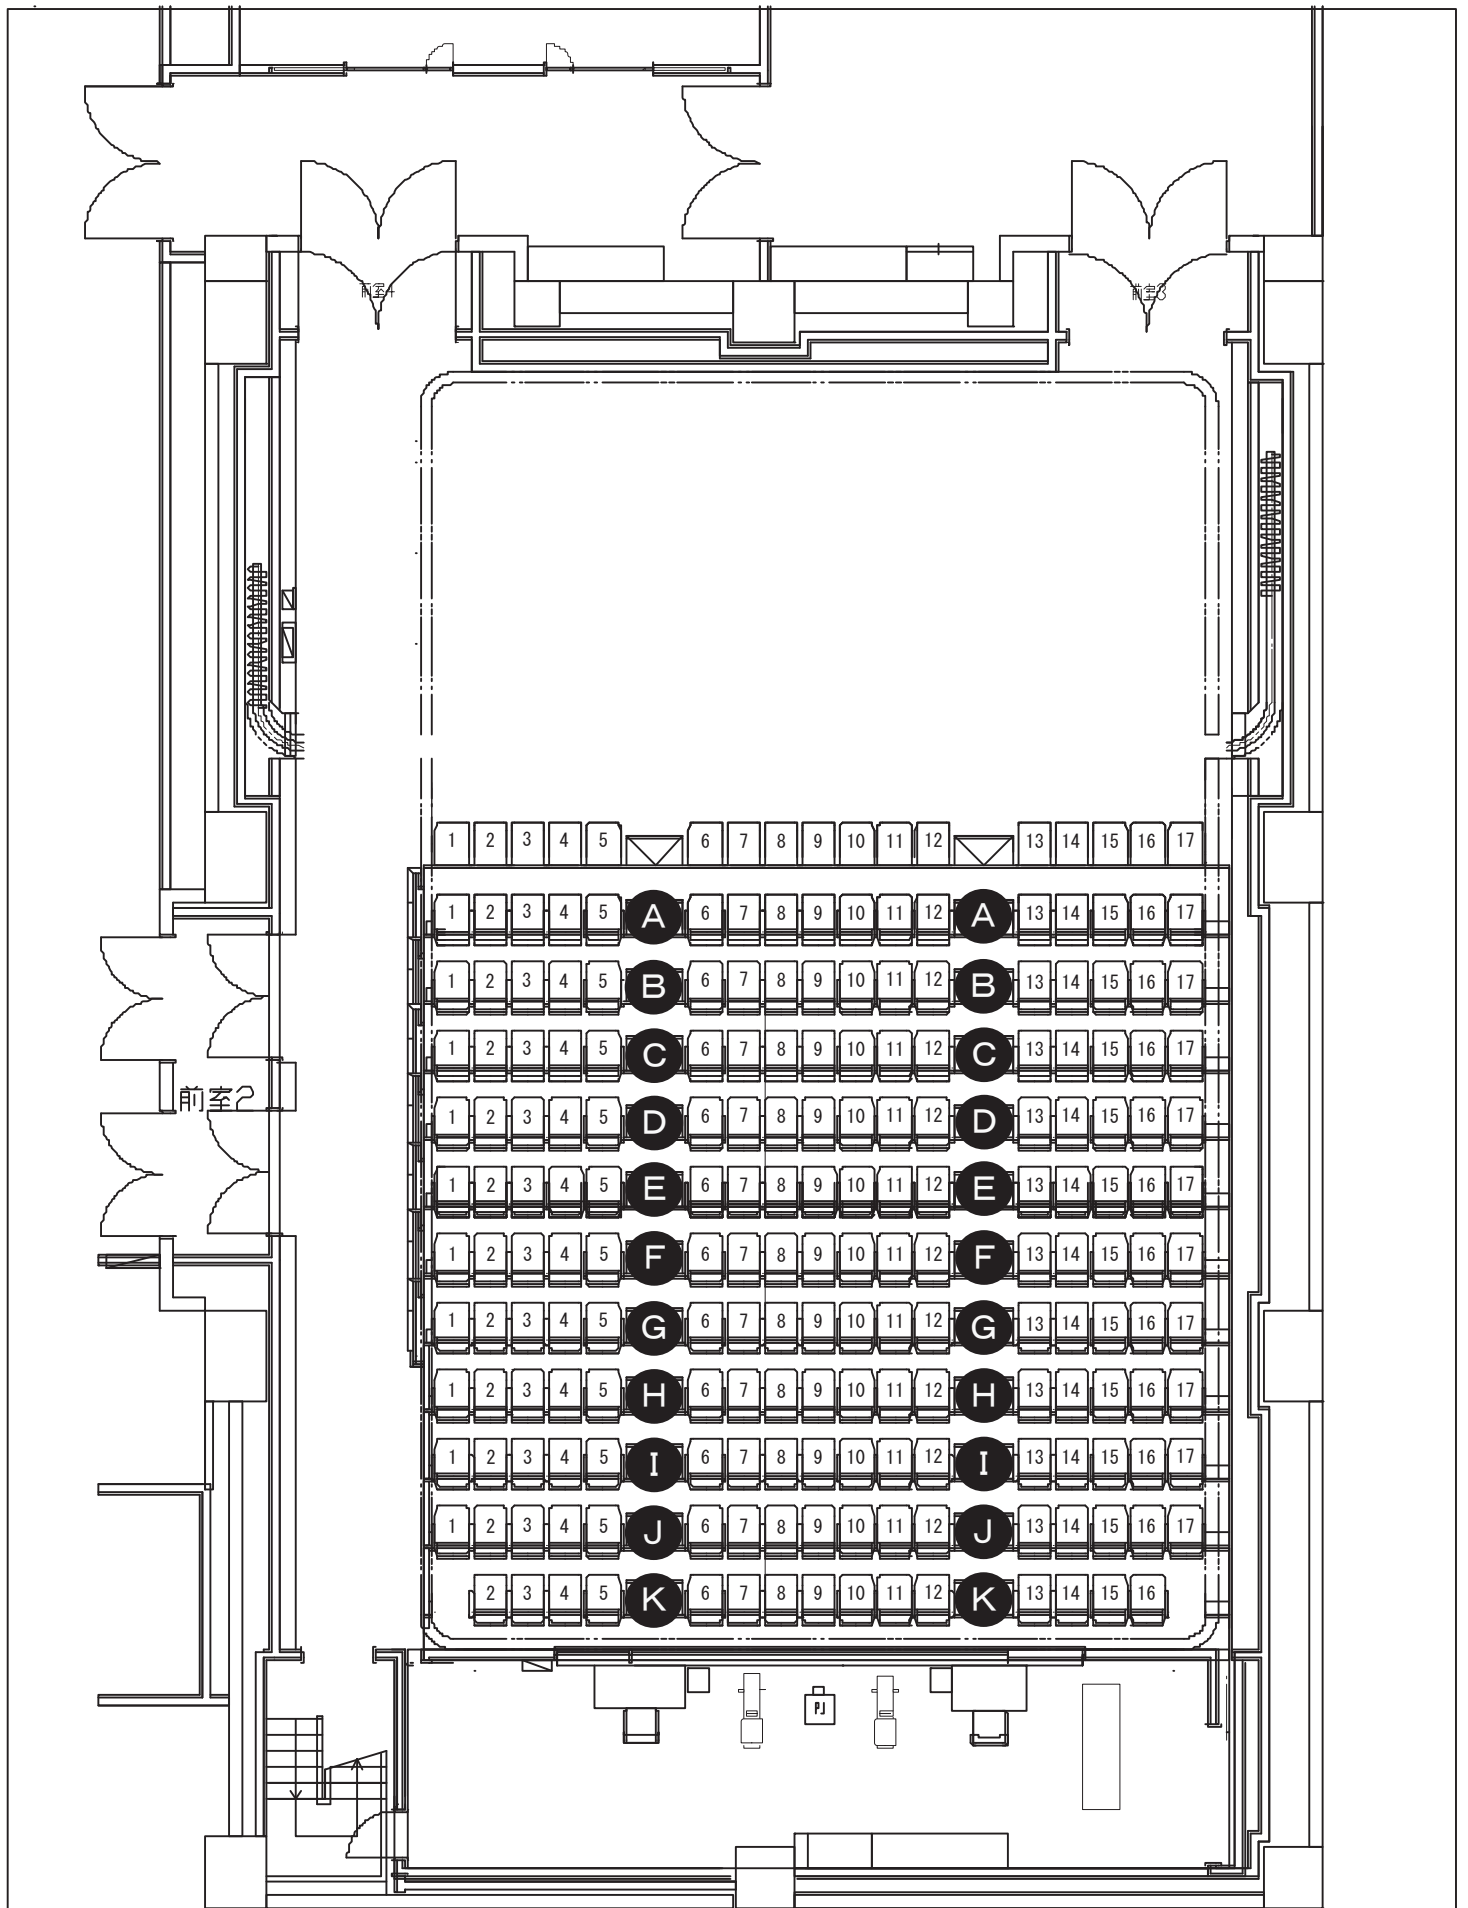 前室4 前室3
1 2 3 4 5 6 7 8 9 10 11 12 13 14 15 16 17
1 2 3 4 5 A 6 7 8 9 10 11 12 A 13 14 15 16 17
1 2 3 4 5 B 6 7 8 9 10 11 12 B 13 14 15 16 17
1 2 3 4 5 C 6 7 8 9 10 11 12 C 13 14 15 16 17
前室2
1 2 3 4 5 D 6 7 8 9 10 11 12 D 13 14 15 16 17
1 2 3 4 5 E 6 7 8 9 10 11 12 E 13 14 15 16 17
1 2 3 4 5 F 6 7 8 9 10 11 12 F 13 14 15 16 17
1 2 3 4 5 G 6 7 8 9 10 11 12 G 13 14 15 16 17
1 2 3 4 5 H 6 7 8 9 10 11 12 H 13 14 15 16 17
1 2 3 4 5 I 6 7 8 9 10 11 12 I 13 14 15 16 17
1 2 3 4 5 J 6 7 8 9 10 11 12 J 13 14 15 16 17
2 3 4 5 K 6 7 8 9 10 11 12 K 13 14 15 16
PJ